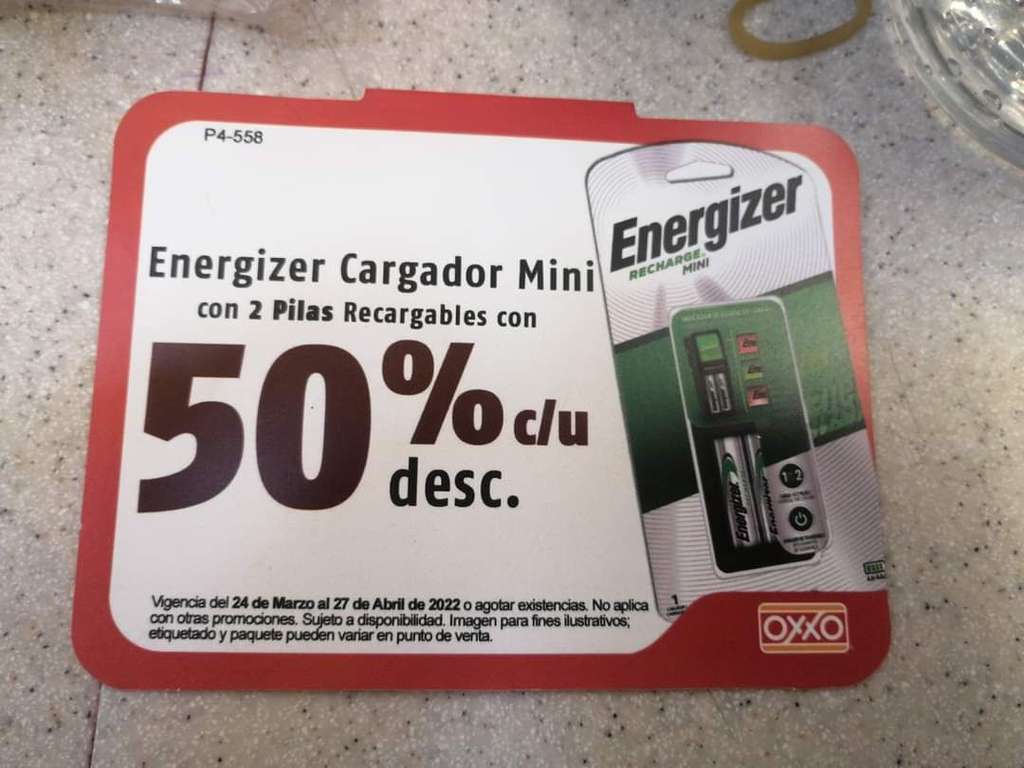 P4-558
Energizer Cargador Mini
con 2 Pilas Recargables con
50% c/u
desc.
Vigencia del 24 de Marzo al 27 de Abril de 2022 o agotar existencias. No aplica
con otras promociones. Sujeto a disponibilidad. Imagen para fines ilustrativos;
etiquetado y paquete pueden variar en punto de venta.
Energizer
RECHARGE.
MINI
Energizer
1
OXXO